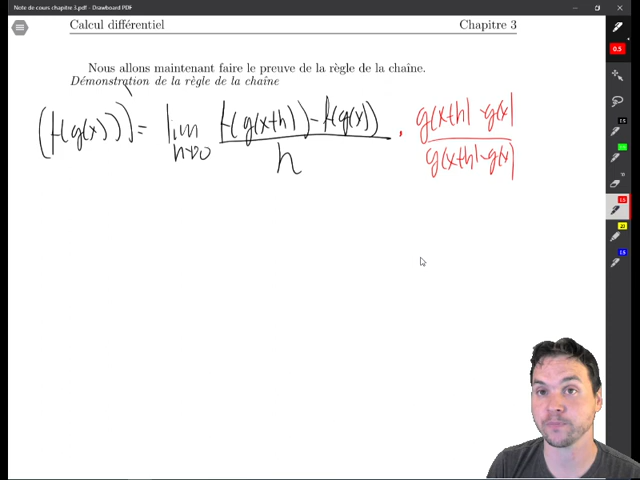 Note de cours chapitre 3.pdf - Drawboard PDF
Calcul différentiel Chapitre 3
Nous allons maintenant faire le preuve de la règle de la chaîne.
Démonstration de la règle de la chaîne
(f(g(x)))' = lim h→0 f(g(x+h)) - f(g(x)) / h · g(x+h) - g(x) / g(x+h) - g(x)